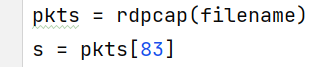 pkts = rdpcap(filename)
s = pkts[83]